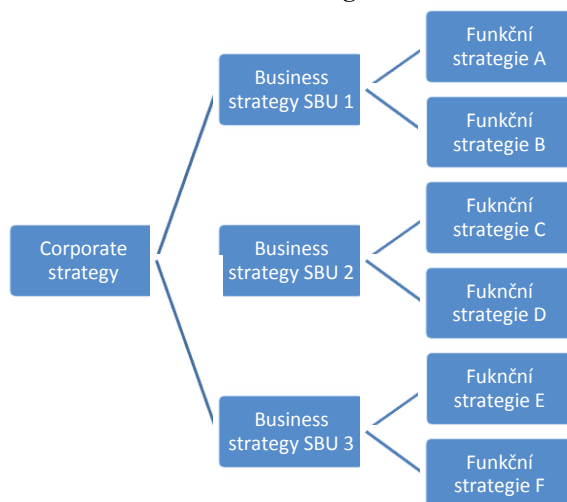 Funkční
strategie A
Business
strategy SBU 1
Funkční
strategie B
Fuknční
strategie C
Corporate
strategy
Business
strategy SBU 2
Fuknční
strategie D
Fuknční
strategie E
Business
strategy SBU 3
Funkční
strategie F